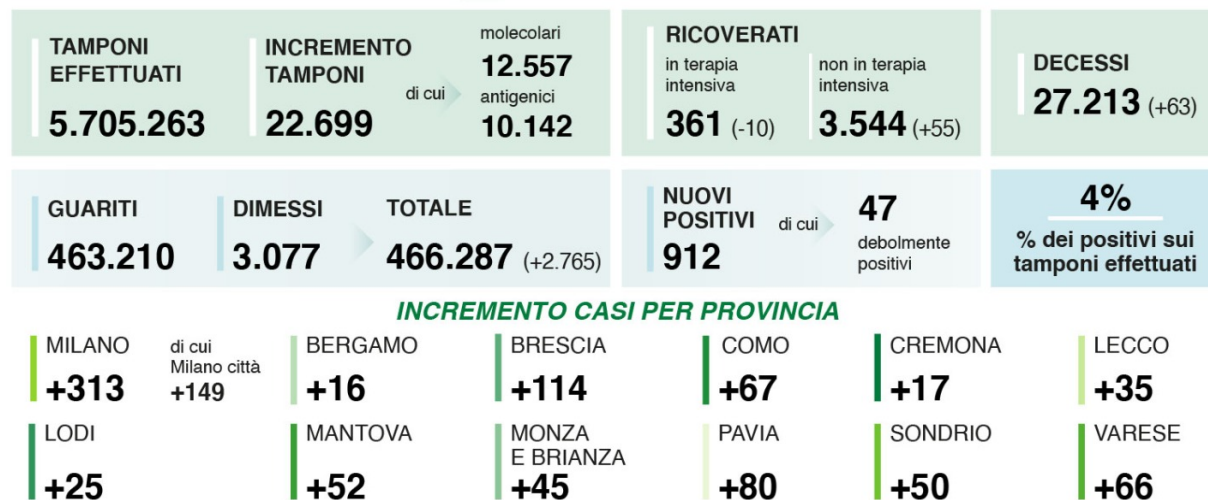 TAMPONI
EFFETTUATI
5.705.263
INCREMENTO
TAMPONI
22.699
di cui
molecolari
12.557
antigenici
10.142
RICOVERATI
in terapia
intensiva
361 (-10)
non in terapia
intensiva
3.544 (+55)
DECESSI
27.213 (+63)
GUARITI
463.210
DIMESSI
3.077
TOTALE
466.287 (+2.765)
NUOVI
POSITIVI
912
di cui
47
debolmente
positivi
4%
% dei positivi sui
tamponi effettuati
INCREMENTO CASI PER PROVINCIA
MILANO
+313
di cui
Milano città
+149
BERGAMO
+16
BRESCIA
+114
COMO
+67
CREMONA
+17
LECCO
+35
LODI
+25
MANTOVA
+52
MONZA
E BRIANZA
+45
PAVIA
+80
SONDRIO
+50
VARESE
+66